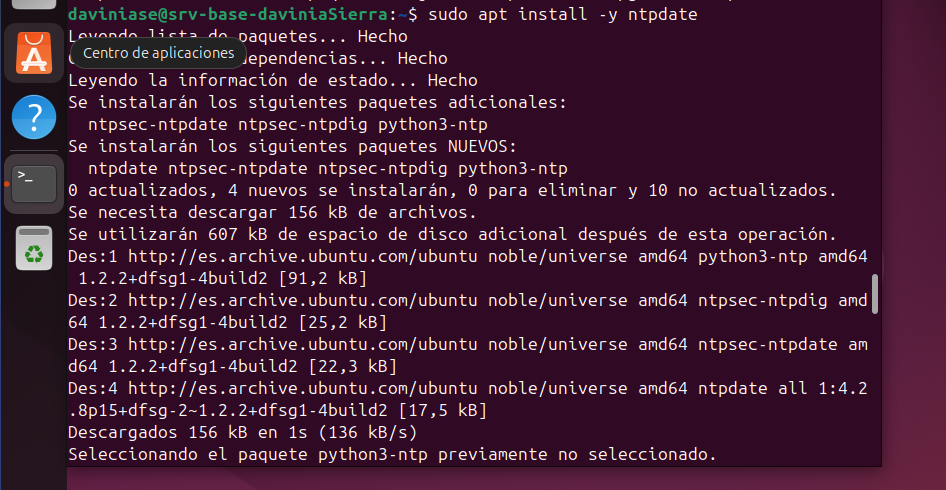 daviniase@srv-base-daviniaSierra:~$ sudo apt install -y ntpdate
Leyendo lista de paquetes... Hecho
Centro de aplicaciones
ependencias... Hecho
Leyendo la información de estado... Hecho
Se instalarán los siguientes paquetes adicionales:
ntpsec-ntpdate ntpsec-ntpdig python3-ntp
Se instalarán los siguientes paquetes NUEVOS:
ntpdate ntpsec-ntpdate ntpsec-ntpdig python3-ntp
0 actualizados, 4 nuevos se instalarán, 0 para eliminar y 10 no actualizados.
Se necesita descargar 156 kB de archivos.
Se utilizarán 607 kB de espacio de disco adicional después de esta operación.
Des:1 http://es.archive.ubuntu.com/ubuntu noble/universe amd64 python3-ntp amd64
1.2.2+dfsg1-4build2 [91,2 kB]
Des:2 http://es.archive.ubuntu.com/ubuntu noble/universe amd64 ntpsec-ntpdig amd
64 1.2.2+dfsg1-4build2 [25,2 kB]
Des:3 http://es.archive.ubuntu.com/ubuntu noble/universe amd64 ntpsec-ntpdate am
d64 1.2.2+dfsg1-4build2 [22,3 kB]
Des:4 http://es.archive.ubuntu.com/ubuntu noble/universe amd64 ntpdate all 1:4.2
.8p15+dfsg-2~1.2.2+dfsg1-4build2 [17,5 kB]
Descargados 156 kB en 1s (136 kB/s)
Seleccionando el paquete python3-ntp previamente no seleccionado.